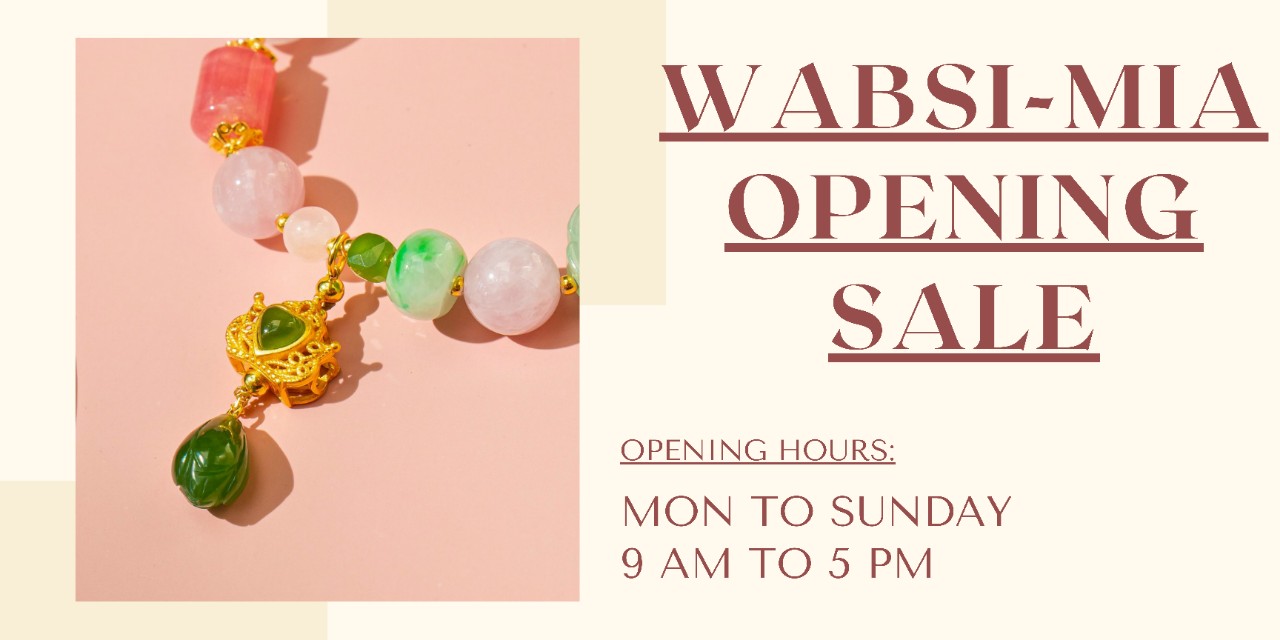 WABSI-MIA
OPENING
SALE
OPENING HOURS:
MON TO SUNDAY
9 AM TO 5 PM